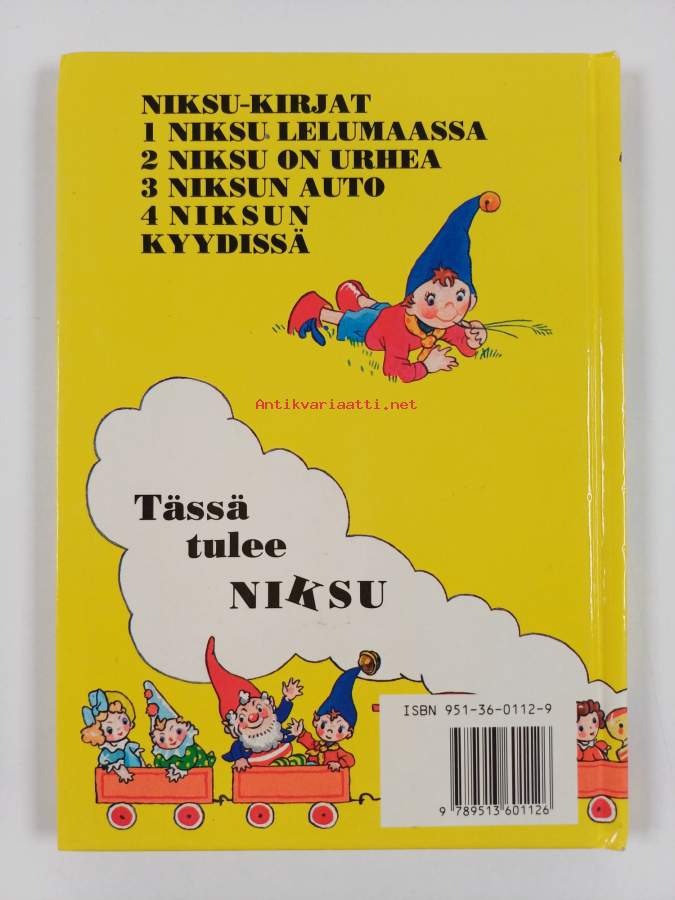 NIKSU-KIRJAT
1 NIKSU LELUMAASSA
2 NIKSU ON URHEA
3 NIKSUN AUTO
4 NIKSUN
KYYDISSÄ
Antikvariaatti.net
Tässä
tulee
NIKSU
ISBN 951-36-0112-9
9 789513 601126